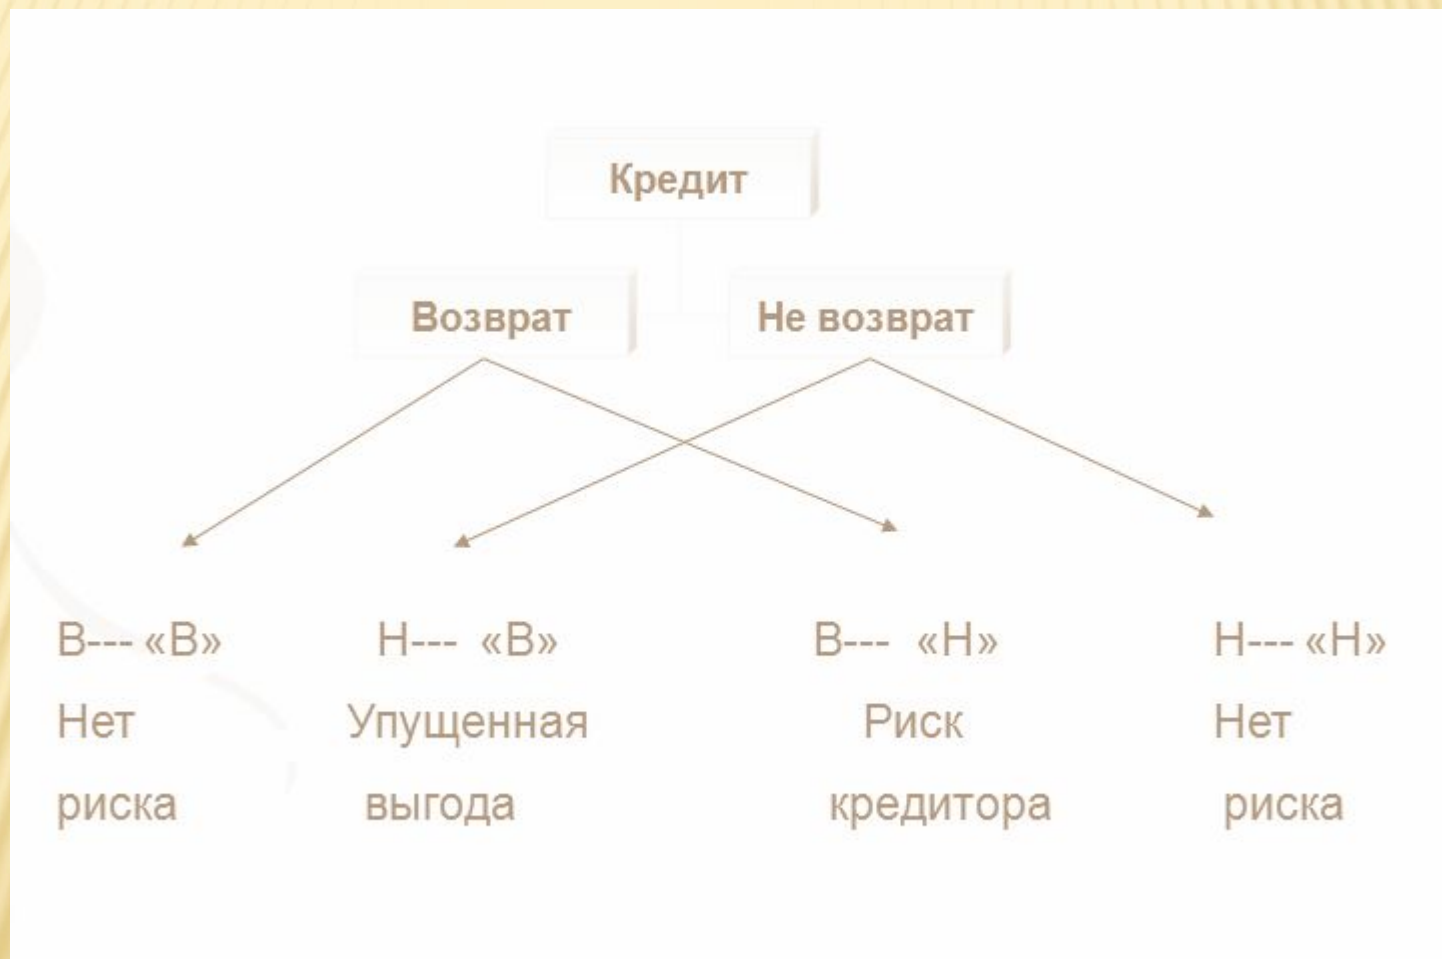 Кредит
Возврат
Не возврат
В--- «В»
Н--- «В»
В--- «Н»
Н--- «Н»
Нет
Упущенная
Риск
Нет
риска
выгода
кредитора
риска